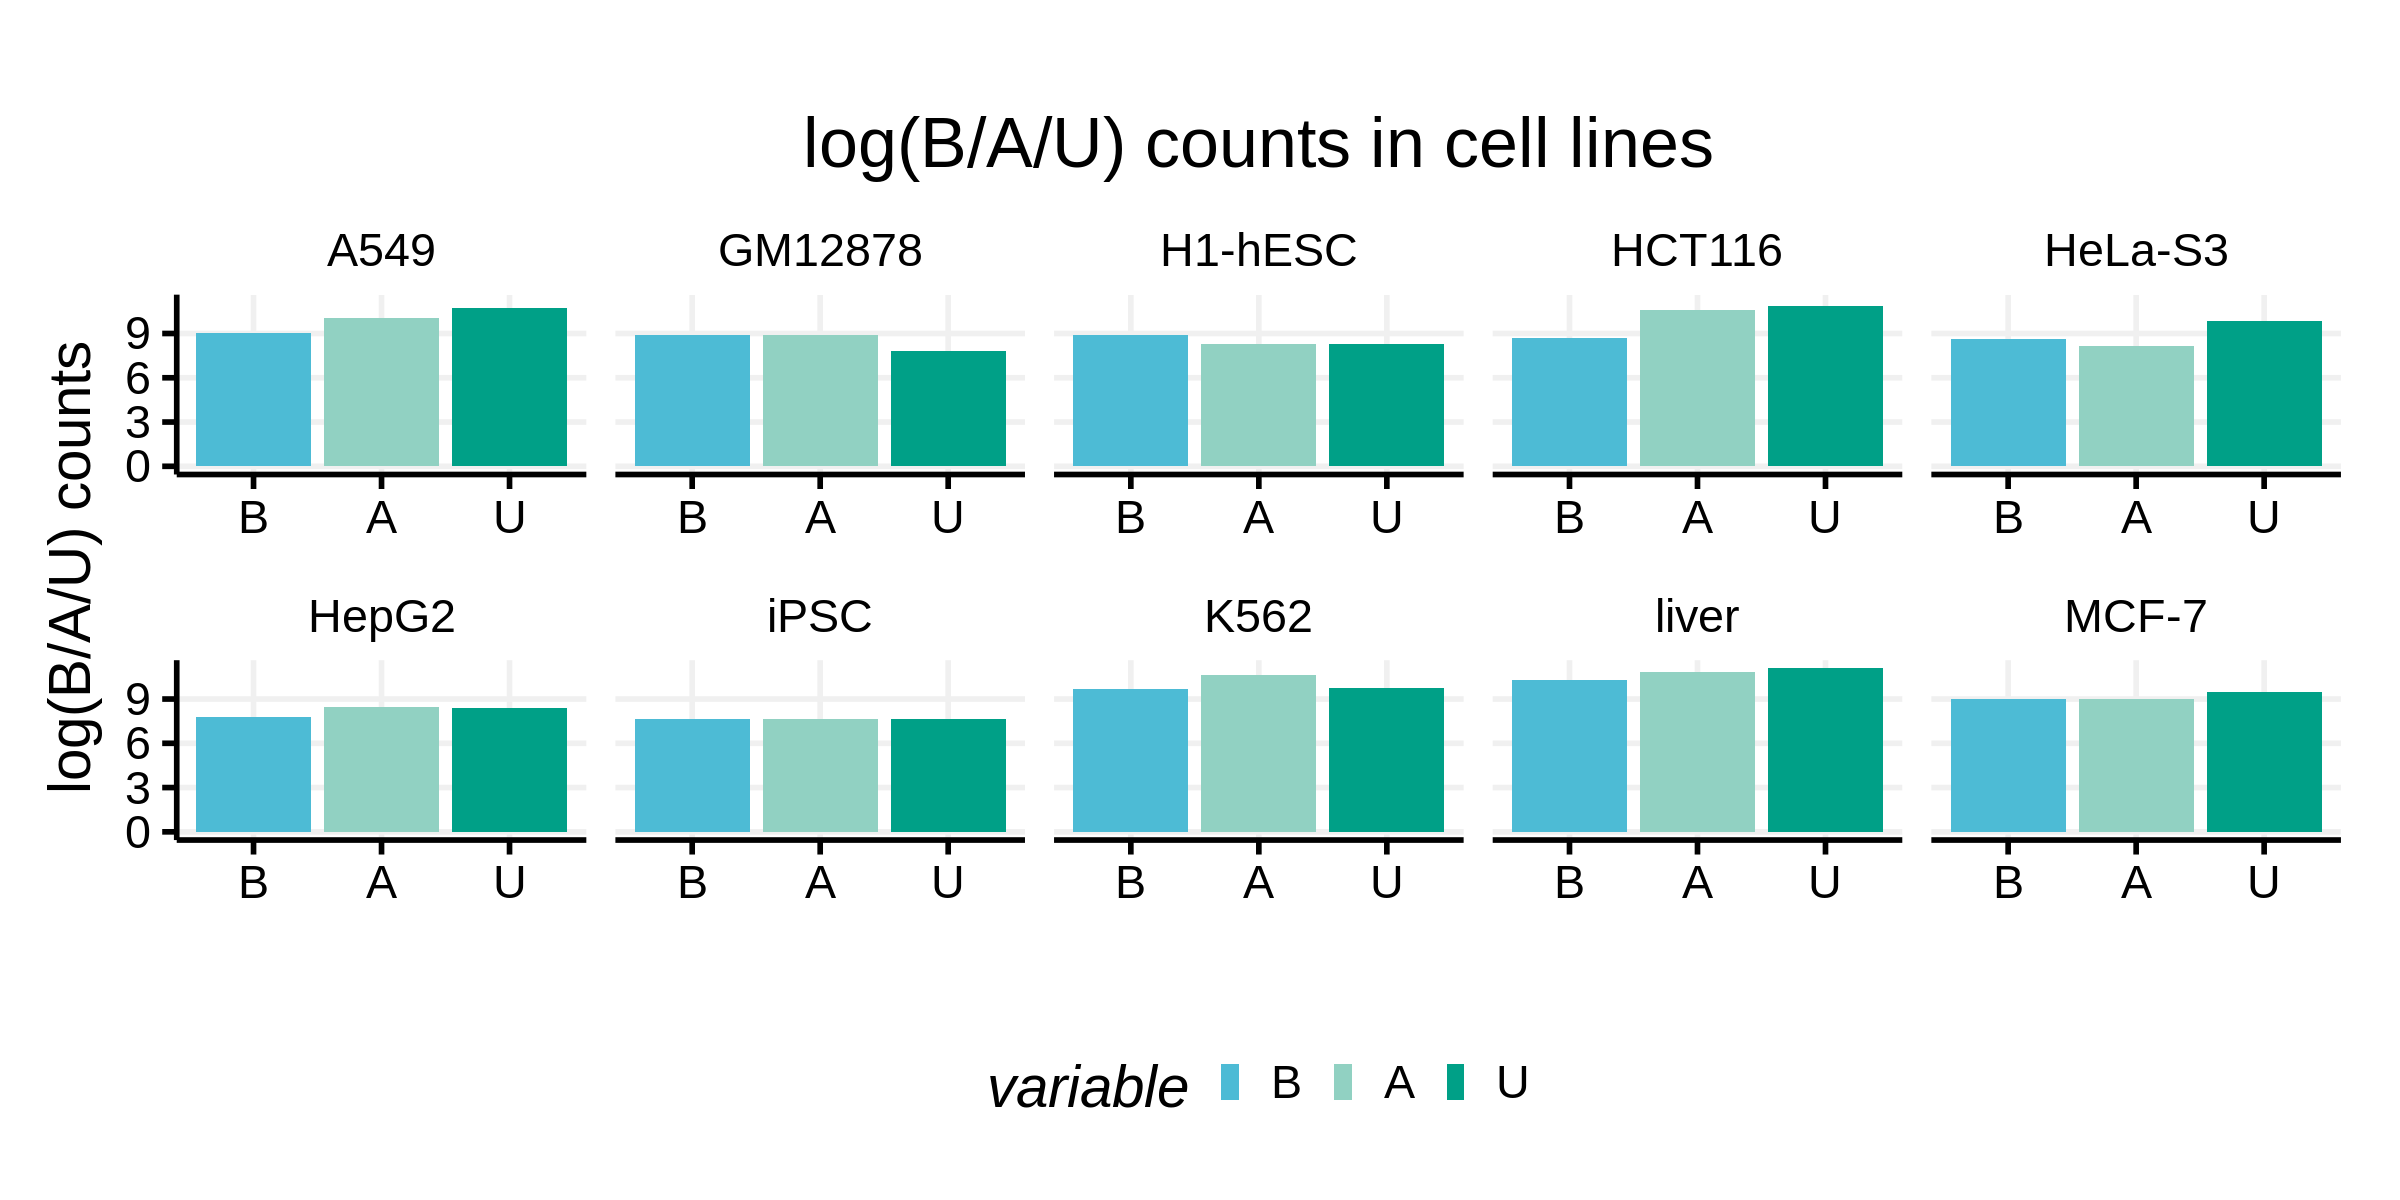 log(B/A/U) counts in cell lines
A549 GM12878 H1-hESC HCT116 HeLa-S3
log(B/A/U) counts
9
6
3
0
B A U B A U B A U B A U B A U
HepG2 iPSC K562 liver MCF-7
9
6
3
0
B A U B A U B A U B A U B A U
variable B A U